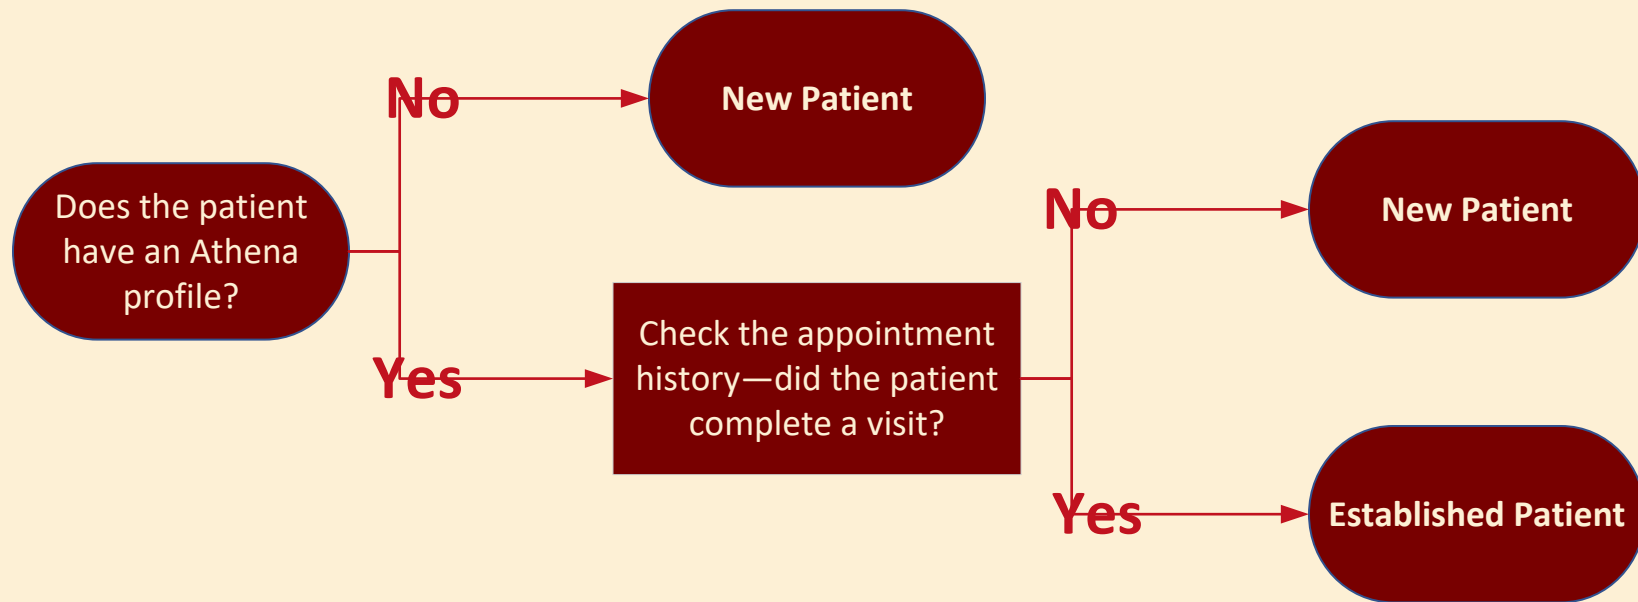 Does the patient
have an Athena
profile?
No
New Patient
Yes
Check the appointment
history—did the patient
complete a visit?
No
New Patient
Yes
Established Patient